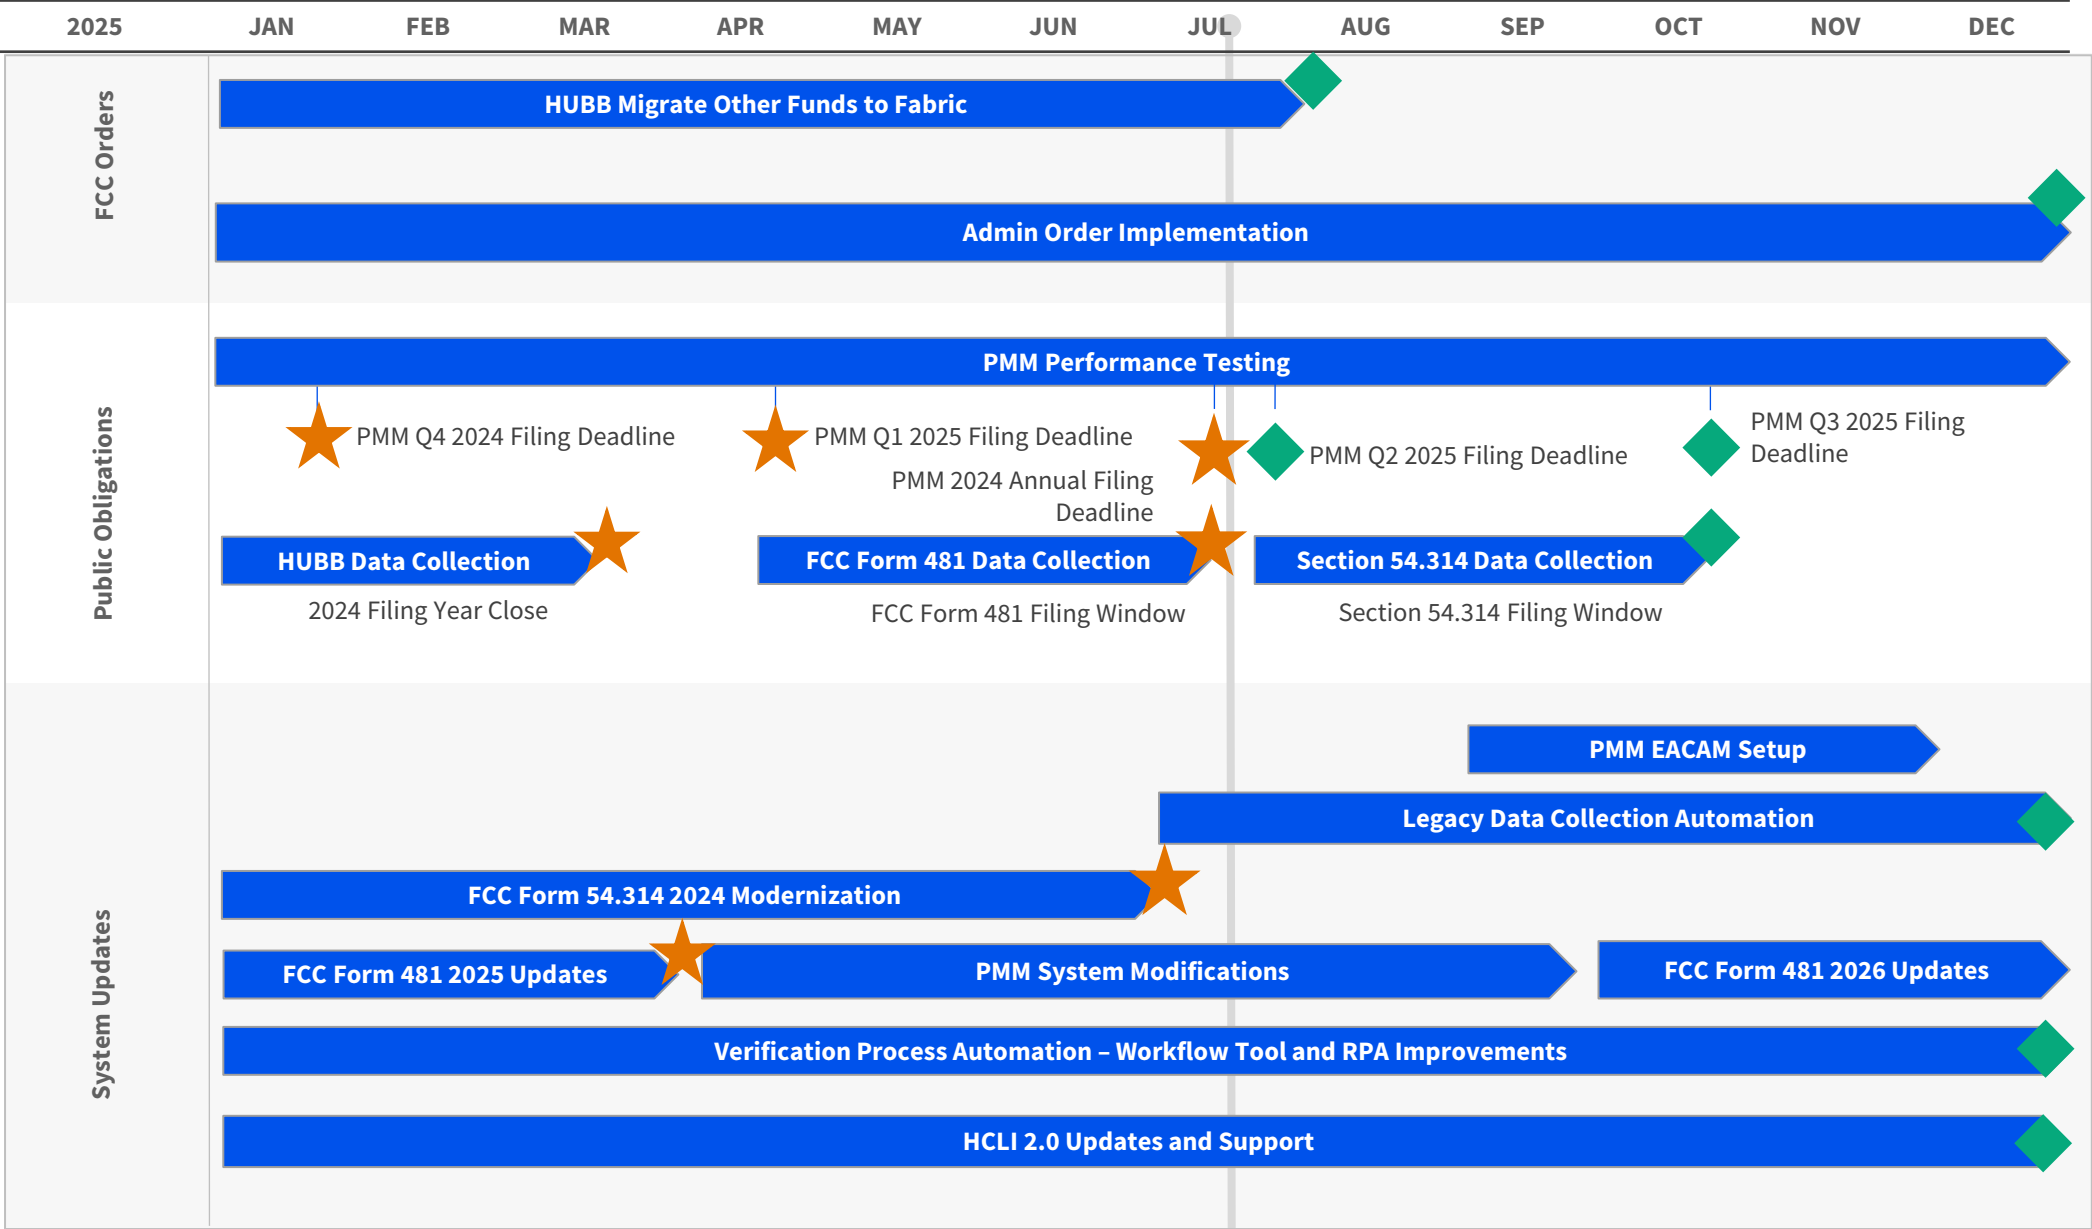 2025 JAN FEB MAR APR MAY JUN JUL AUG SEP OCT NOV DEC
FCC Orders
HUBB Migrate Other Funds to Fabric
Admin Order Implementation
Public Obligations
PMM Performance Testing
PMM Q4 2024 Filing Deadline
PMM Q1 2025 Filing Deadline
PMM 2024 Annual Filing
Deadline
PMM Q2 2025 Filing Deadline
PMM Q3 2025 Filing
Deadline
HUBB Data Collection
2024 Filing Year Close
FCC Form 481 Data Collection
FCC Form 481 Filing Window
Section 54.314 Data Collection
Section 54.314 Filing Window
System Updates
PMM EACAM Setup
Legacy Data Collection Automation
FCC Form 54.314 2024 Modernization
FCC Form 481 2025 Updates
PMM System Modifications
FCC Form 481 2026 Updates
Verification Process Automation – Workflow Tool and RPA Improvements
HCLI 2.0 Updates and Support